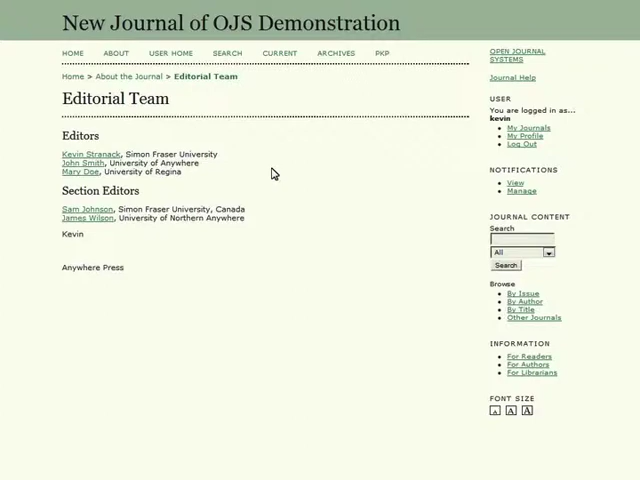 New Journal of OJS Demonstration
HOME ABOUT USER HOME SEARCH CURRENT ARCHIVES PKP
Home > About the Journal > Editorial Team
Editorial Team
Editors
Kevin Stranack, Simon Fraser University
John Smith, University of Anywhere
Mary Doe, University of Regina
Section Editors
Sam Johnson, Simon Fraser University, Canada
James Wilson, University of Northern Anywhere
Kevin
Anywhere Press
OPEN JOURNAL
SYSTEMS
Journal Help
USER
You are logged in as...
kevin
My Journals
My Profile
Log Out
NOTIFICATIONS
View
Manage
JOURNAL CONTENT
Search
All
Search
Browse
By Issue
By Author
By Title
Other Journals
INFORMATION
For Readers
For Authors
For Librarians
FONT SIZE
A A A